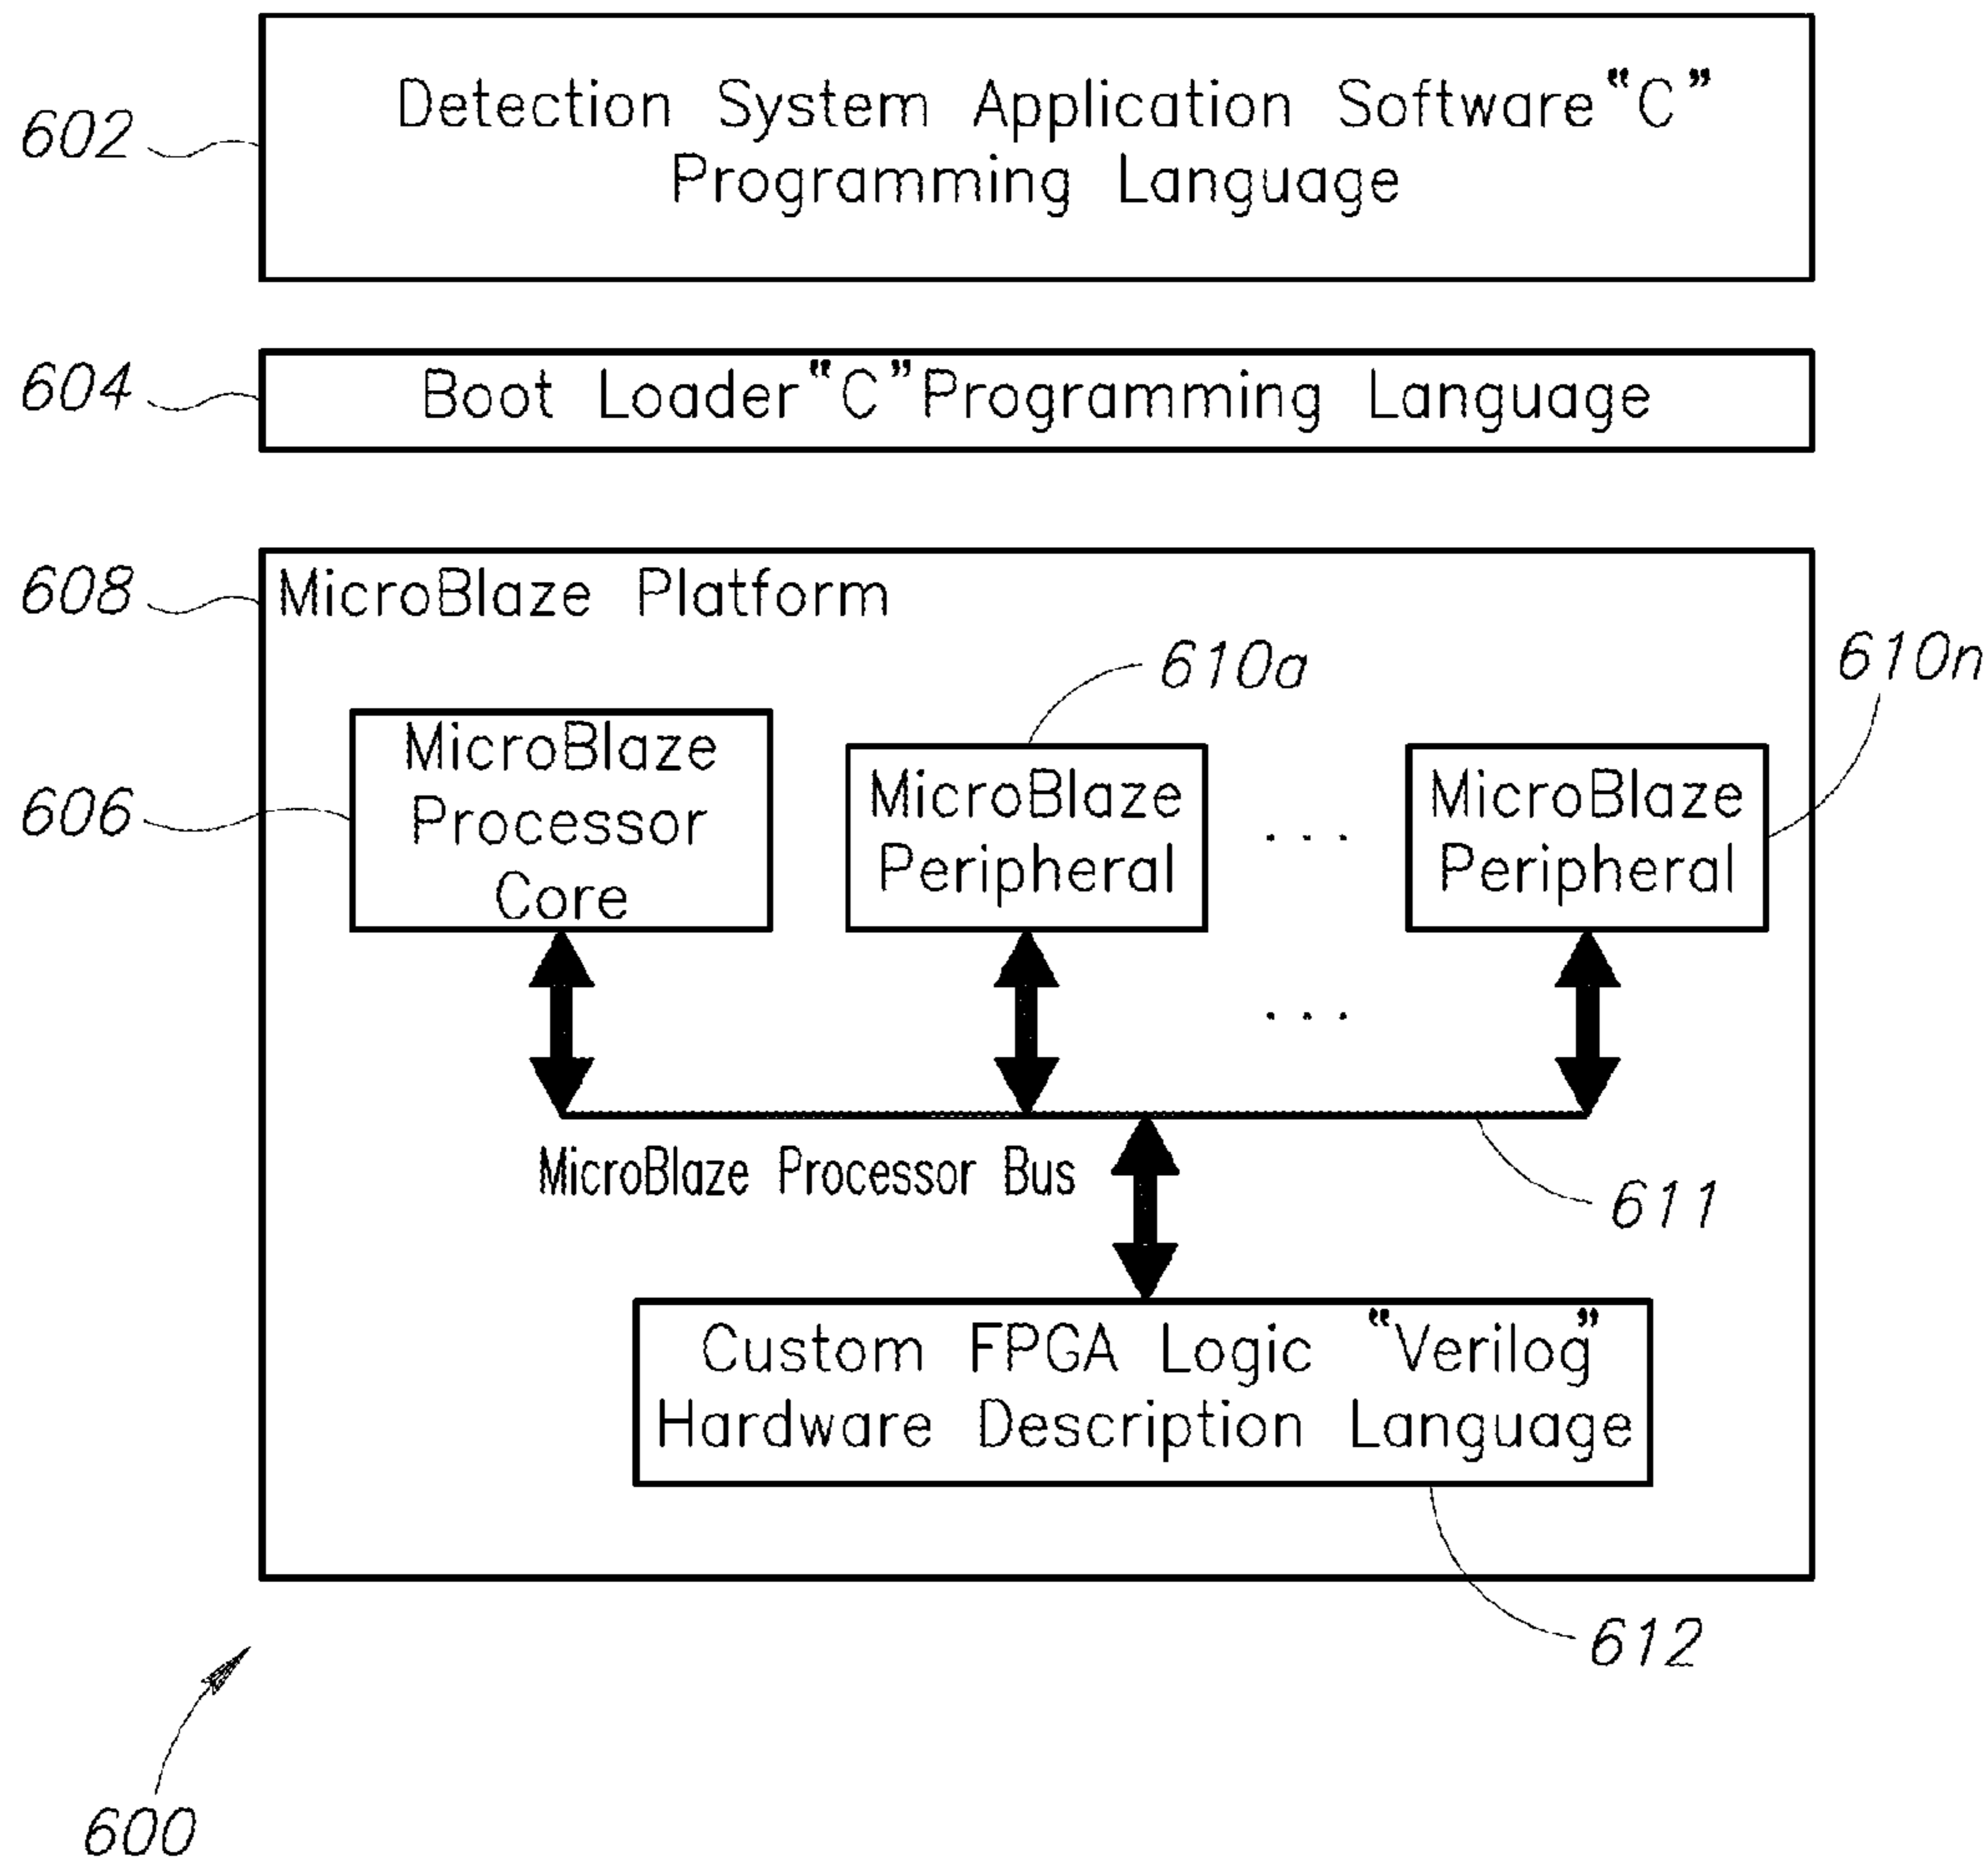 Detection System Application Software "C"
Programming Language
602
Boot Loader "C" Programming Language
604
608
MicroBlaze Platform
610a
610n
MicroBlaze
Processor
Core
606
MicroBlaze
Peripheral
...
MicroBlaze
Peripheral
...
MicroBlaze Processor Bus
611
Custom FPGA Logic "Verilog"
Hardware Description Language
612
600